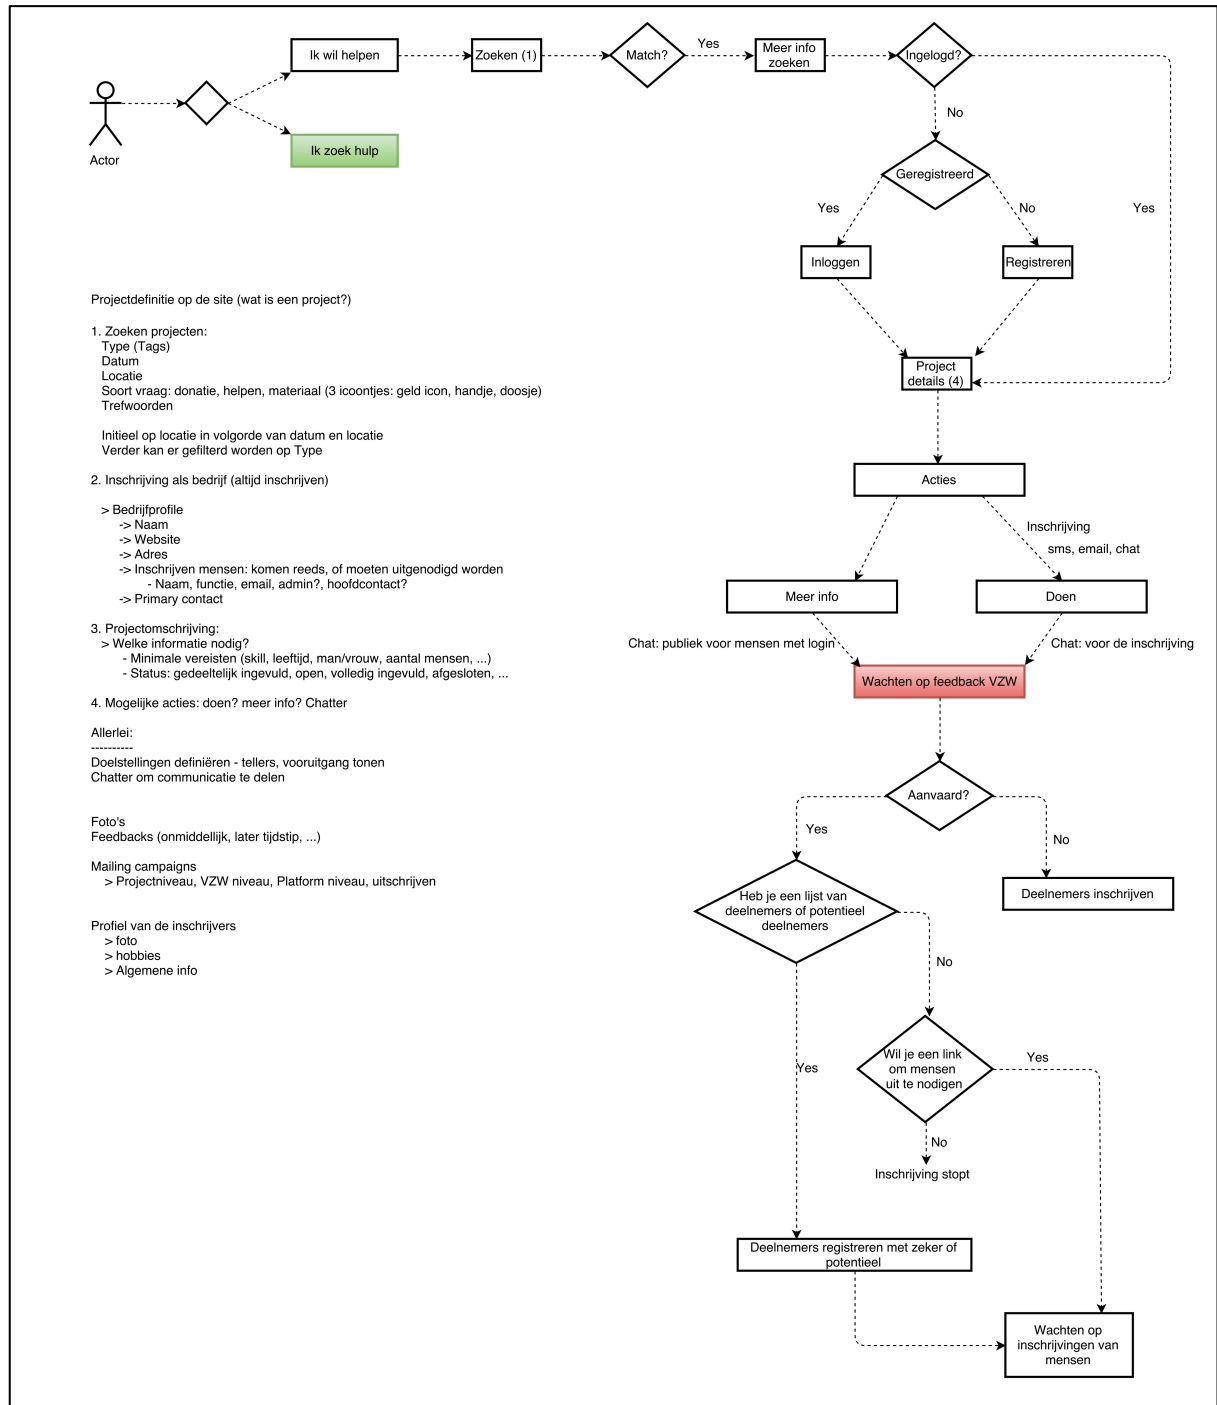 Ik wil helpen
Zoeken (1)
Match?
Yes
Meer info
zoeken
Ingelogd?
Actor
Ik zoek hulp
No
Geregistreerd
Yes
No
Yes
Inloggen
Registreren
Project
details (4)
Acties
Inschrijving
sms, email, chat
Meer info
Doen
Chat: publiek voor mensen met login
Chat: voor de inschrijving
Wachten op feedback VZW
Aanvaard?
Yes
No
Heb je een lijst van
deelnemers of potentieel
deelnemers
Deelnemers inschrijven
No
Wil je een link
om mensen
uit te nodigen
Yes
Yes
No
Inschrijving stopt
Deelnemers registreren met zeker of
potentieel
Wachten op
inschrijvingen van
mensen
Projectdefinitie op de site (wat is een project?)
1. Zoeken projecten:
Type (Tags)
Datum
Locatie
Soort vraag: donatie, helpen, materiaal (3 icoontjes: geld icon, handje, doosje)
Trefwoorden
Initieel op locatie in volgorde van datum en locatie
Verder kan er gefilterd worden op Type
2. Inschrijving als bedrijf (altijd inschrijven)
> Bedrijfprofile
-> Naam
-> Website
-> Adres
-> Inschrijven mensen: komen reeds, of moeten uitgenodigd worden
- Naam, functie, email, admin?, hoofdcontact?
-> Primary contact
3. Projectomschrijving:
> Welke informatie nodig?
- Minimale vereisten (skill, leeftijd, man/vrouw, aantal mensen, ...)
- Status: gedeeltelijk ingevuld, open, volledig ingevuld, afgesloten, ...
4. Mogelijke acties: doen? meer info? Chatter
Allerlei:
----------
Doelstellingen definiëren - tellers, vooruitgang tonen
Chatter om communicatie te delen
Foto's
Feedbacks (onmiddellijk, later tijdstip, ...)
Mailing campaigns
> Projectniveau, VZW niveau, Platform niveau, uitschrijven
Profiel van de inschrijvers
> foto
> hobbies
> Algemene info